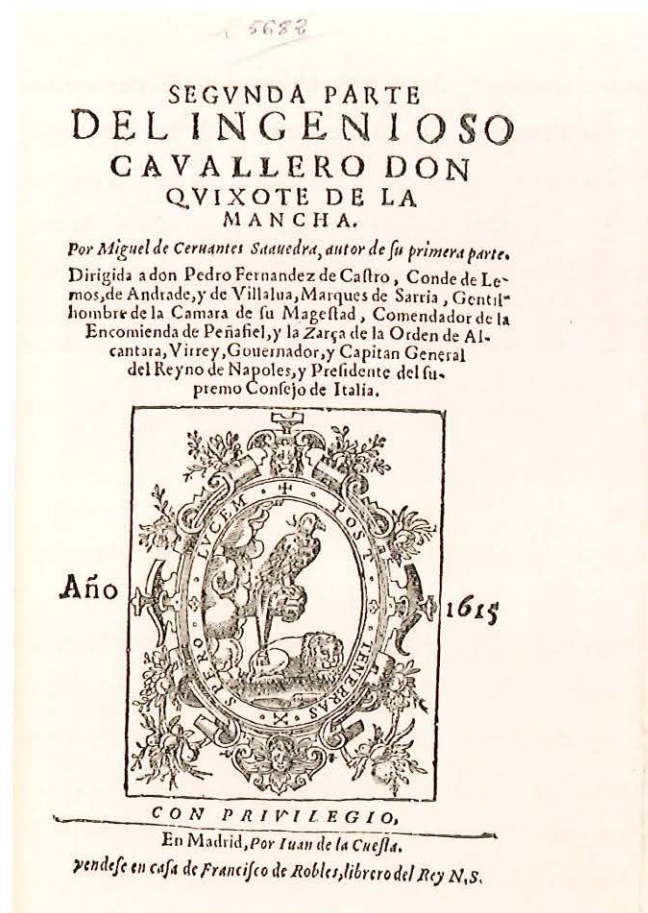 5682
SEGVNDA PARTE
DEL INGENIOSO
CAVALLERO DON
QVIXOTE DE LA
MANCHA.
Por Miguel de Ceruantes Saauedra, autor de ſu primera parte.
Dirigida a don Pedro Fernandez de Caſtro, Conde de Le-
mos, de Andrade, y de Villalua, Marques de Sarria, Gentil-
hombre de la Camara de ſu Mageſtad, Comendador de la
Encomienda de Peñafiel, y la Zarça de la Orden de Al-
cantara, Virrey, Gouernador, y Capitan General
del Reyno de Napoles, y Preſidente del ſu-
premo Conſejo de Italia.
SPERO · LVCEM · POST · TENEBRAS
Año 1615
CON PRIVILEGIO,
En Madrid, Por Iuan de la Cueſta.
vendeſe en caſa de Franciſco de Robles, librero del Rey N.S.